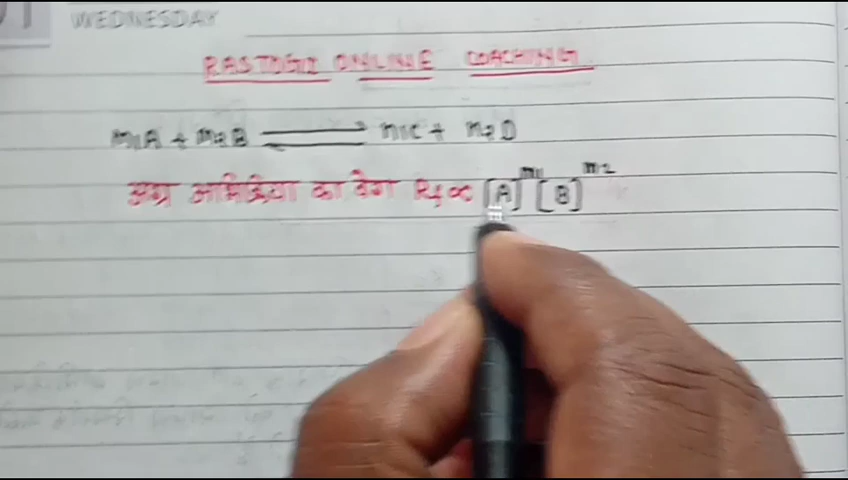 WEDNESDAY
RASTOGI ONLINE COACHING
m₁A + m₂B ⇌ n₁C + n₂D
अग्र अभिक्रिया का वेग Rf ∝ [A]^m₁ [B]^m₂